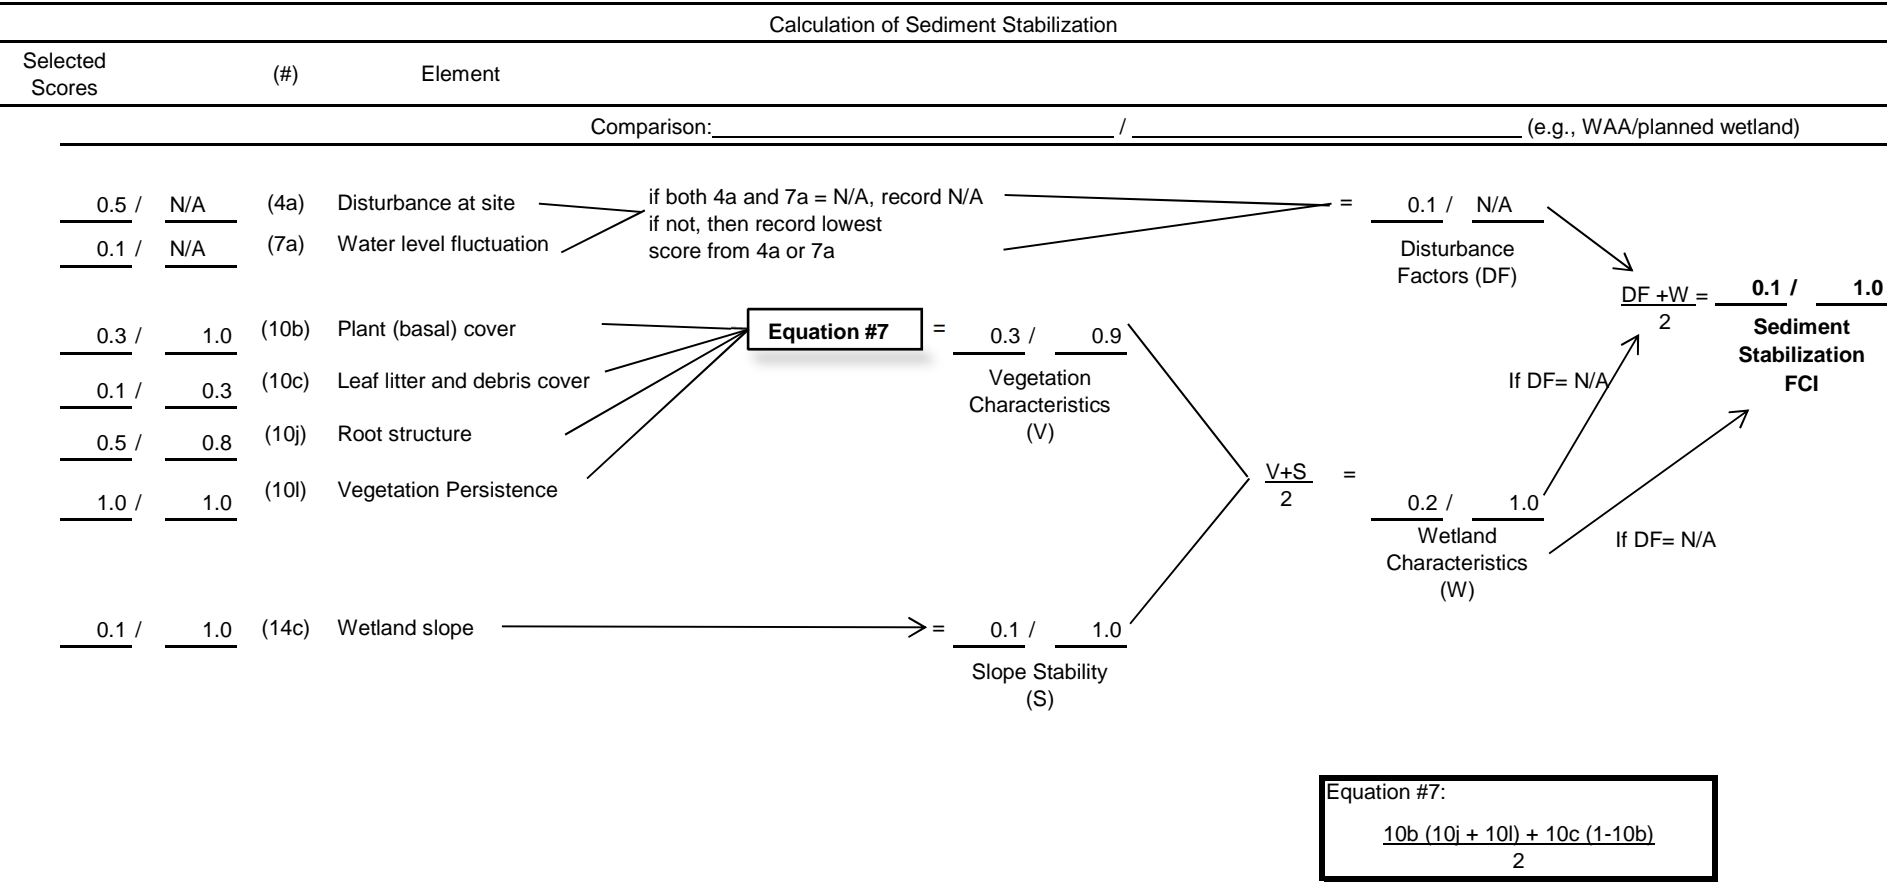 Calculation of Sediment Stabilization
Selected
Scores
(#)
Element
Comparison: / (e.g., WAA/planned wetland)
0.5 / N/A (4a) Disturbance at site
0.1 / N/A (7a) Water level fluctuation
if both 4a and 7a = N/A, record N/A
if not, then record lowest
score from 4a or 7a
= 0.1 / N/A
Disturbance
Factors (DF)
0.3 / 1.0 (10b) Plant (basal) cover
0.1 / 0.3 (10c) Leaf litter and debris cover
0.5 / 0.8 (10j) Root structure
1.0 / 1.0 (10l) Vegetation Persistence
Equation #7
= 0.3 / 0.9
Vegetation
Characteristics
(V)
0.1 / 1.0 (14c) Wetland slope
= 0.1 / 1.0
Slope Stability
(S)
V+S =
2
0.2 / 1.0
Wetland
Characteristics
(W)
DF +W = 0.1 / 1.0
2
Sediment
Stabilization
FCI
If DF= N/A
If DF= N/A
Equation #7:
10b (10j + 10l) + 10c (1-10b)
2